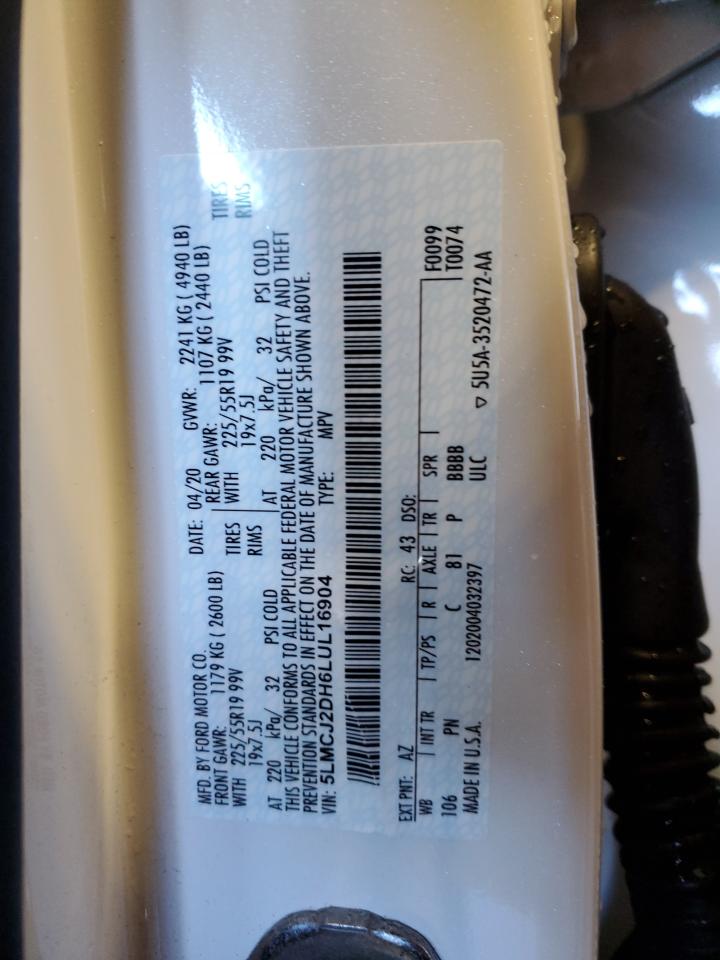 MFD. BY FORD MOTOR CO. DATE: 04/20 GVWR: 2241 KG ( 4940 LB)
FRONT GAWR: 1179 KG ( 2600 LB) REAR GAWR: 1107 KG ( 2440 LB)
WITH 225/55R19 99V TIRES WITH 225/55R19 99V TIRES
19x7.5J RIMS 19x7.5J RIMS
AT 220 kPa/ 32 PSI COLD AT 220 kPa/ 32 PSI COLD
THIS VEHICLE CONFORMS TO ALL APPLICABLE FEDERAL MOTOR VEHICLE SAFETY AND THEFT
PREVENTION STANDARDS IN EFFECT ON THE DATE OF MANUFACTURE SHOWN ABOVE.
VIN: 5LMCJ2DH6LUL16904 TYPE: MPV
EXT PNT: AZ RC: 43 DSO: F0099
WB INT TR TP/PS R AXLE TR SPR T0074
106 PN C 81 P BBBB
MADE IN U.S.A. 1202004032397 ULC ▽ 5U5A-3520472-AA